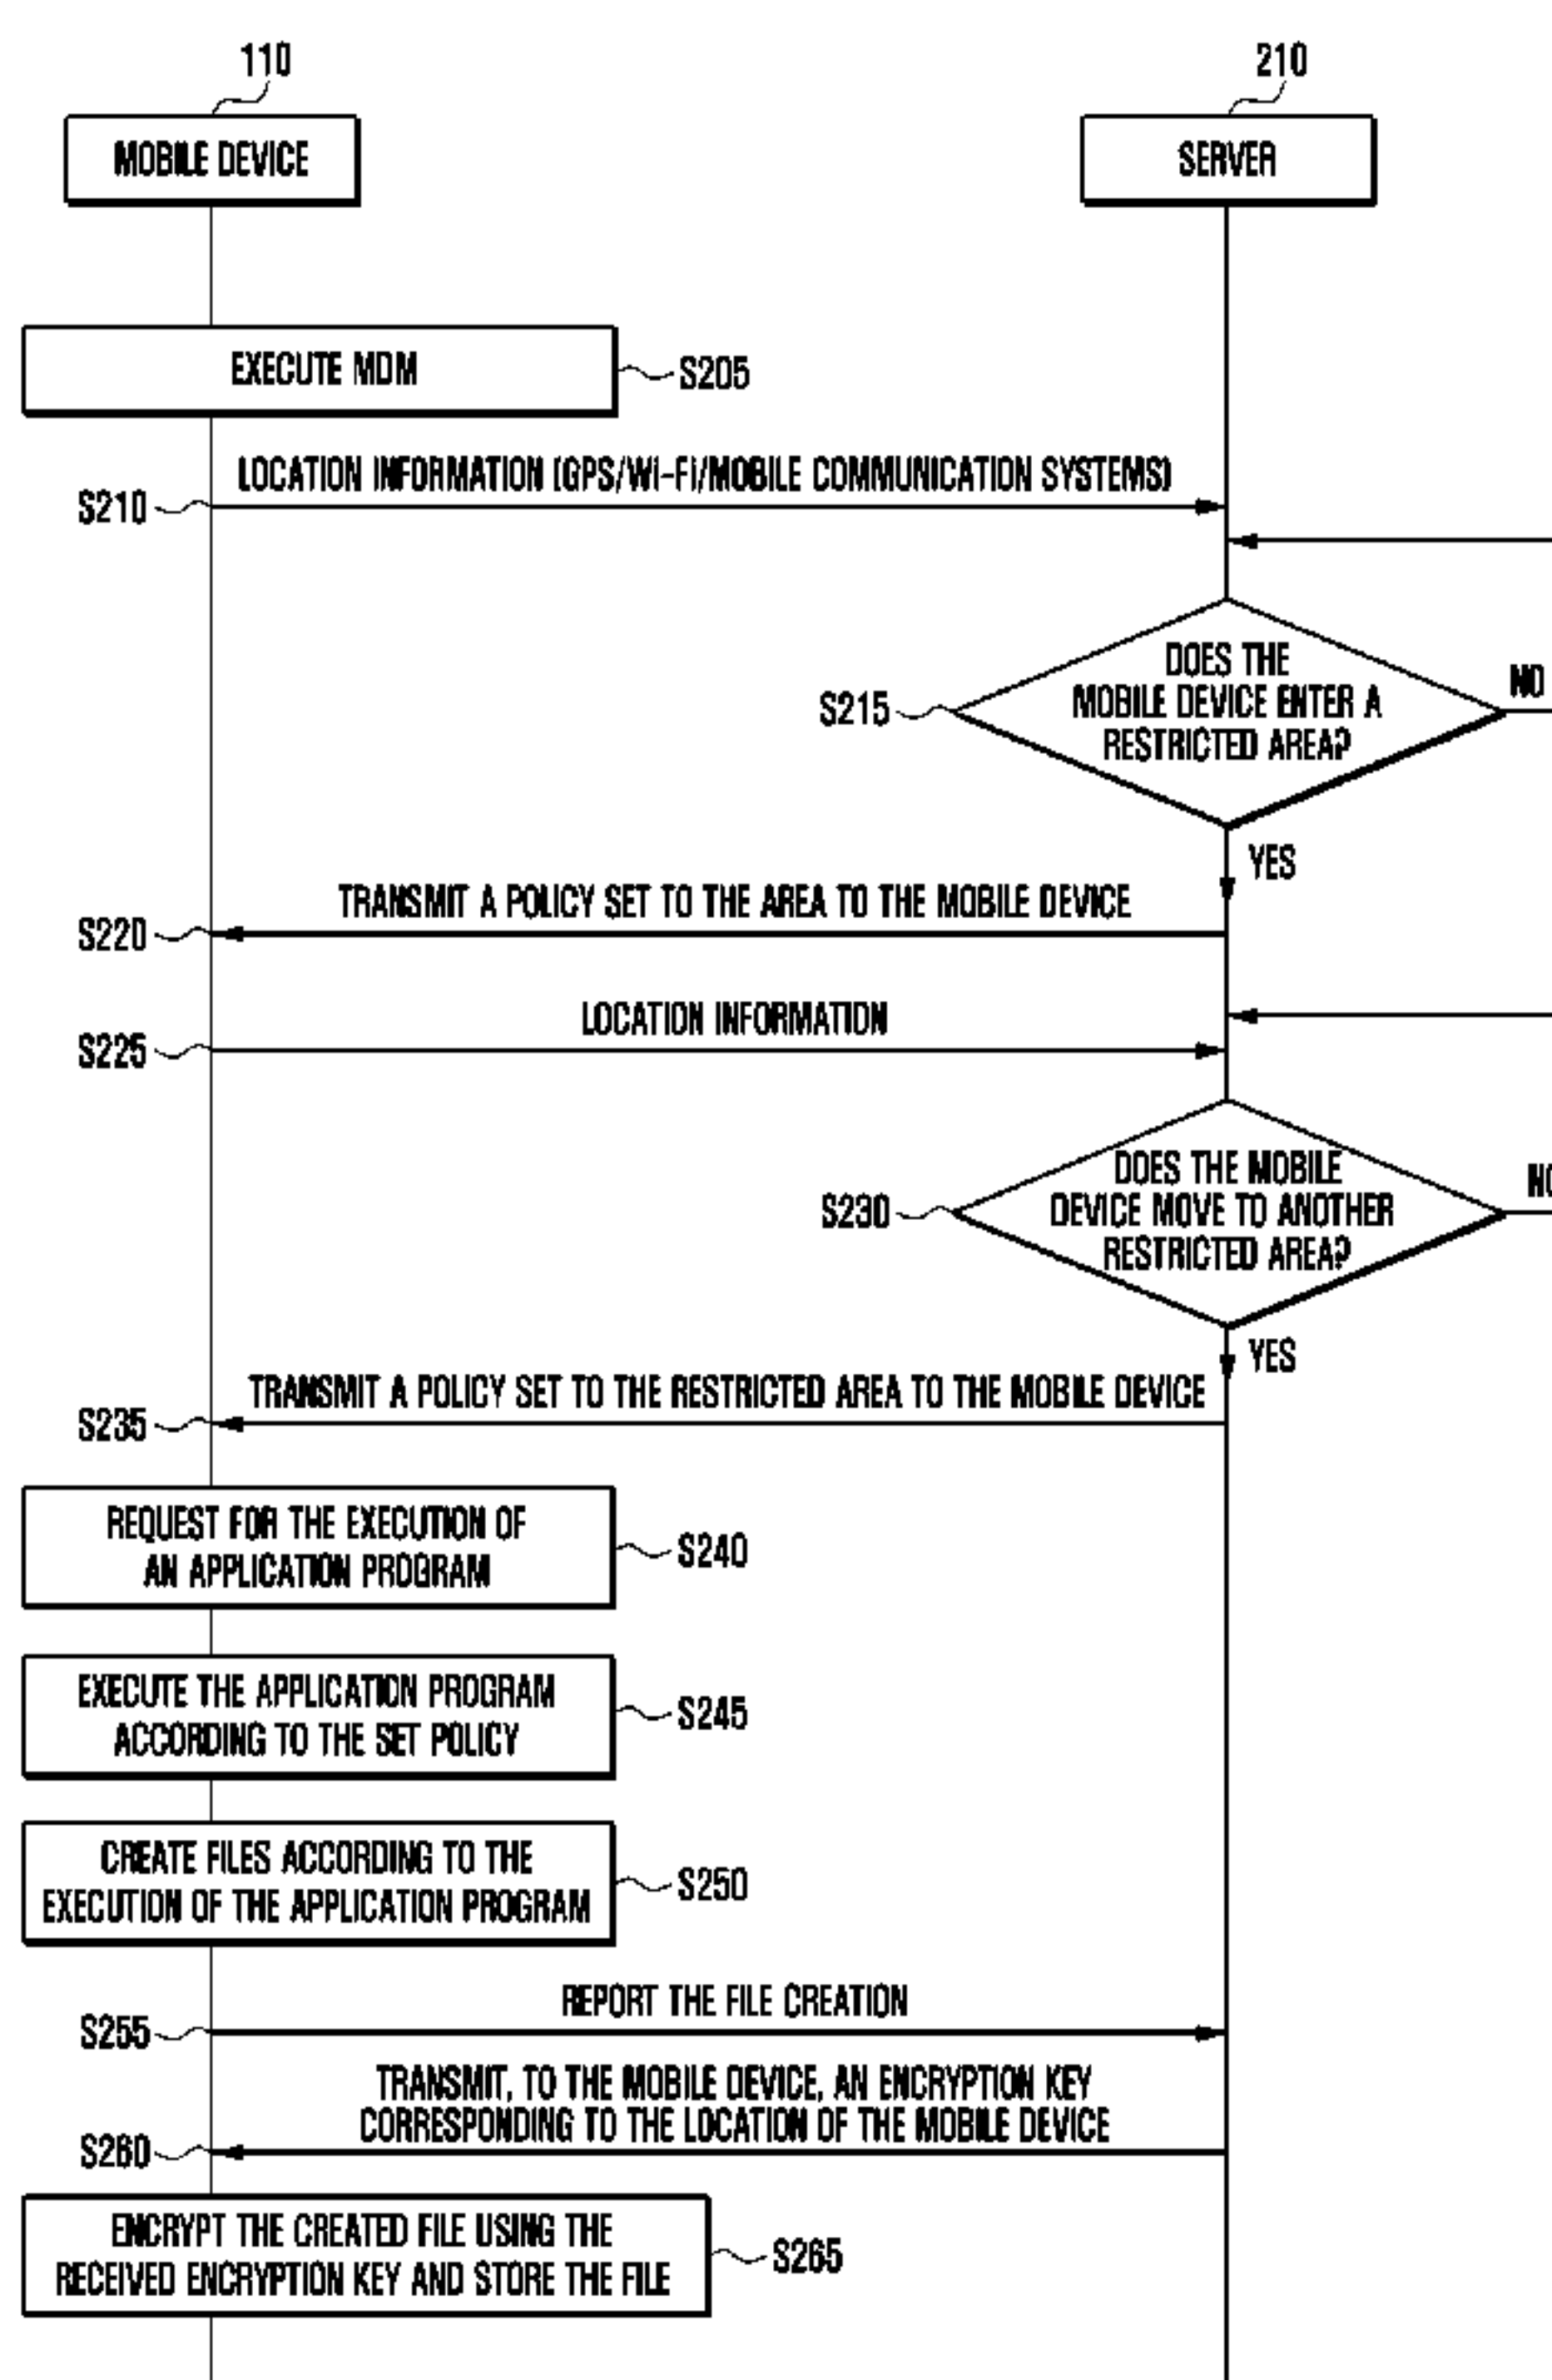 110
210
MOBILE DEVICE
SERVER
EXECUTE MDM
S205
LOCATION INFORMATION (GPS/Wi-Fi/MOBILE COMMUNICATION SYSTEMS)
S210
DOES THE
MOBILE DEVICE ENTER A
RESTRICTED AREA?
S215
NO
YES
TRANSMIT A POLICY SET TO THE AREA TO THE MOBILE DEVICE
S220
LOCATION INFORMATION
S225
DOES THE MOBILE
DEVICE MOVE TO ANOTHER
RESTRICTED AREA?
S230
NO
YES
TRANSMIT A POLICY SET TO THE RESTRICTED AREA TO THE MOBILE DEVICE
S235
REQUEST FOR THE EXECUTION OF
AN APPLICATION PROGRAM
S240
EXECUTE THE APPLICATION PROGRAM
ACCORDING TO THE SET POLICY
S245
CREATE FILES ACCORDING TO THE
EXECUTION OF THE APPLICATION PROGRAM
S250
REPORT THE FILE CREATION
S255
TRANSMIT, TO THE MOBILE DEVICE, AN ENCRYPTION KEY
CORRESPONDING TO THE LOCATION OF THE MOBILE DEVICE
S260
ENCRYPT THE CREATED FILE USING THE
RECEIVED ENCRYPTION KEY AND STORE THE FILE
S265